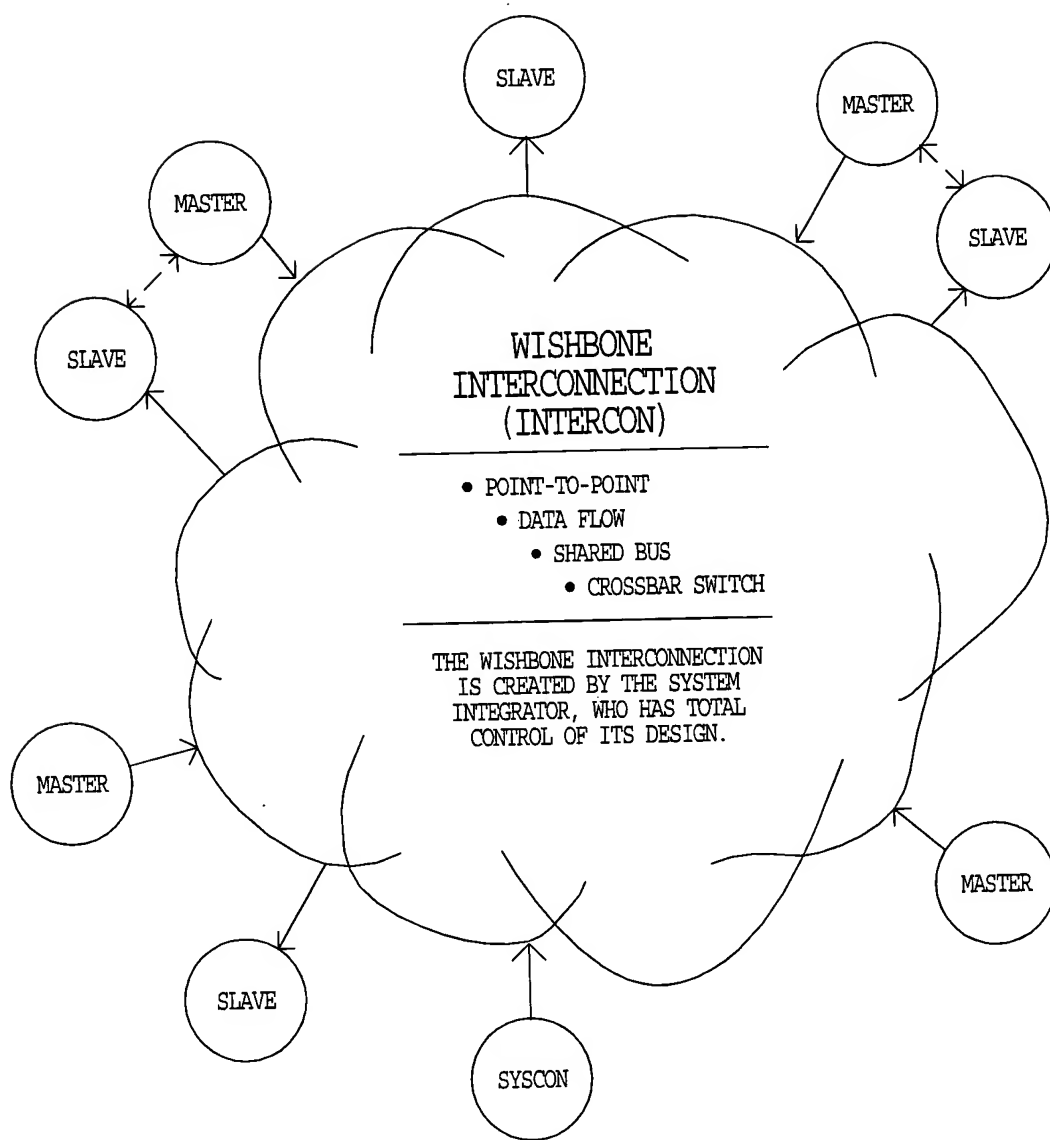 SLAVE
MASTER
MASTER
SLAVE
SLAVE
WISHBONE
INTERCONNECTION
(INTERCON)
• POINT-TO-POINT
• DATA FLOW
• SHARED BUS
• CROSSBAR SWITCH
THE WISHBONE INTERCONNECTION
IS CREATED BY THE SYSTEM
INTEGRATOR, WHO HAS TOTAL
CONTROL OF ITS DESIGN.
MASTER
MASTER
SLAVE
SYSCON